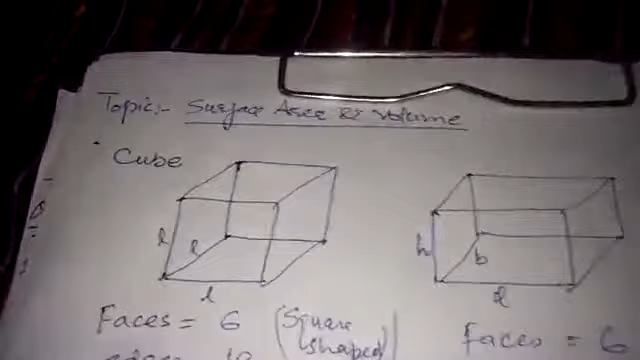 Topic:- Surface Area & Volume
Cube
l
l
l
h
b
l
Faces = 6 (Square shaped)
Faces = 6